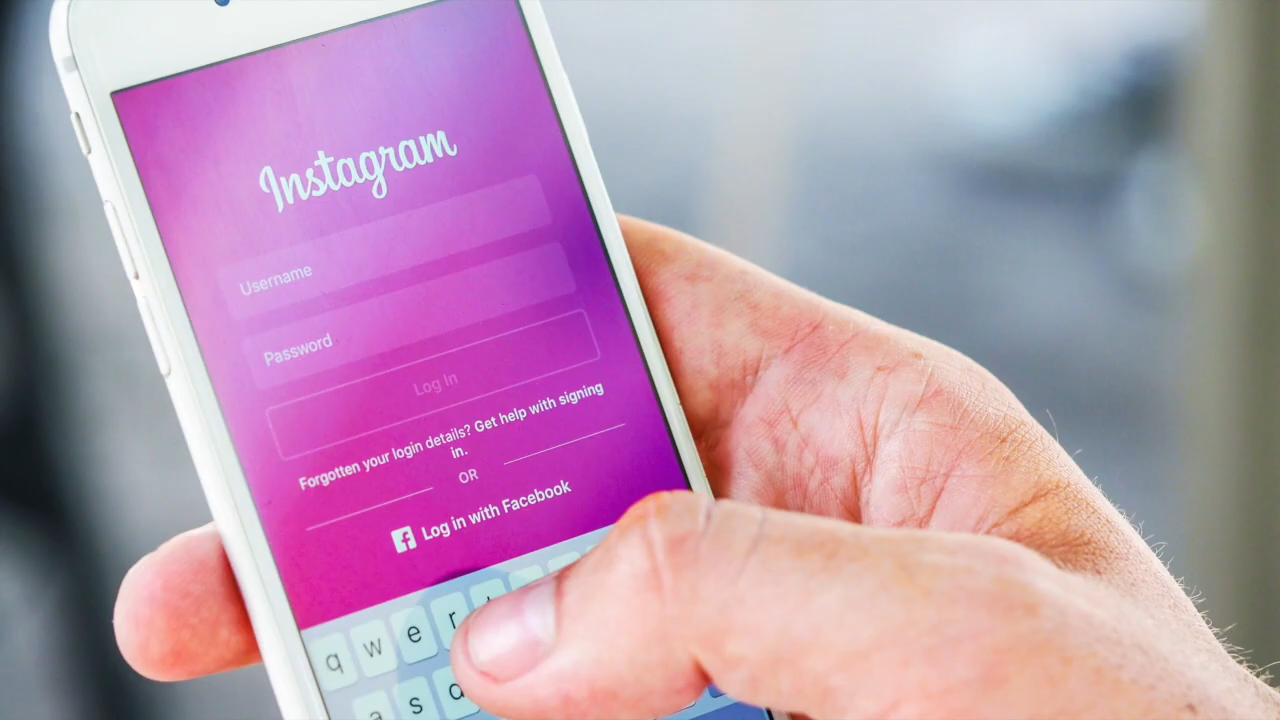 Instagram
Username
Password
Log In
Forgotten your login details? Get help with signing
in.
OR
Log in with Facebook
q w e r
a s